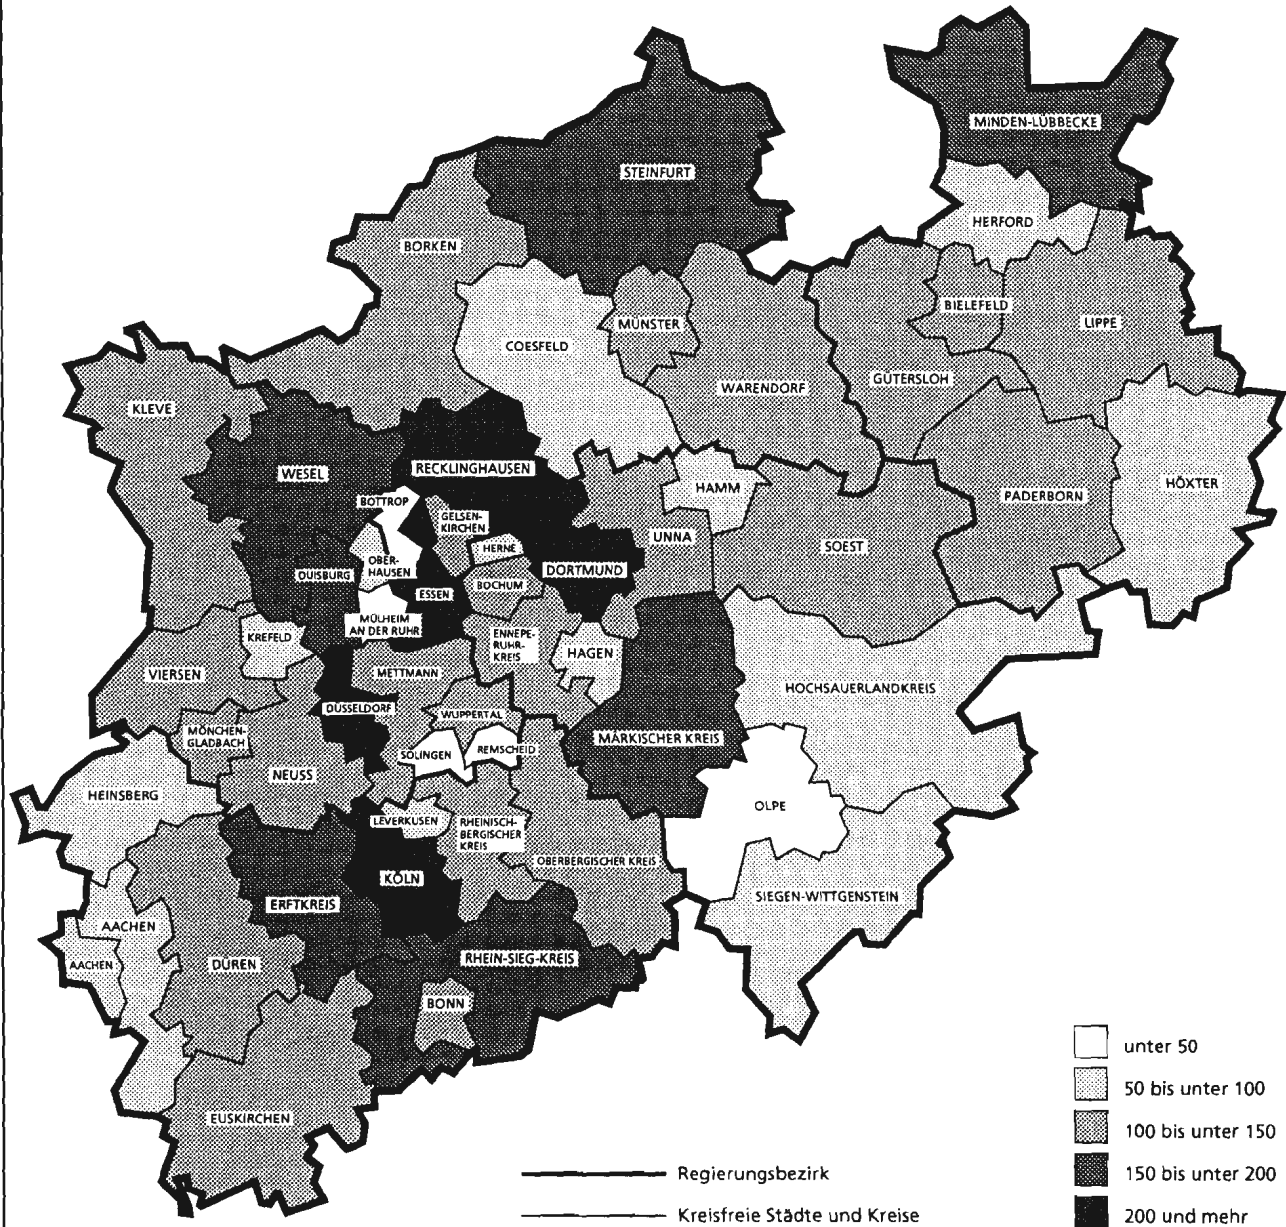 MINDEN-LÜBBECKE
STEINFURT
HERFORD
BORKEN
BIELEFELD
LIPPE
MÜNSTER
COESFELD
GÜTERSLOH
WARENDORF
KLEVE
RECKLINGHAUSEN
WESEL
HAMM
HÖXTER
PADERBORN
BOTTROP
GELSEN-
KIRCHEN
UNNA
SOEST
HERNE
OBER-
HAUSEN
DUISBURG
DORTMUND
BOCHUM
ESSEN
MÜLHEIM
AN DER RUHR
KREFELD
ENNEPE-
RUHR-
KREIS
HAGEN
VIERSEN
METTMANN
HOCHSAUERLANDKREIS
DÜSSELDORF
WUPPERTAL
MÖNCHEN-
GLADBACH
MÄRKISCHER KREIS
SOLINGEN
REMSCHEID
NEUSS
HEINSBERG
OLPE
LEVERKUSEN
RHEINISCH-
BERGISCHER
KREIS
OBERBERGISCHER KREIS
KÖLN
SIEGEN-WITTGENSTEIN
ERFTKREIS
AACHEN
RHEIN-SIEG-KREIS
AACHEN
DÜREN
BONN
EUSKIRCHEN
unter 50
50 bis unter 100
100 bis unter 150
150 bis unter 200
200 und mehr
Regierungsbezirk
Kreisfreie Städte und Kreise